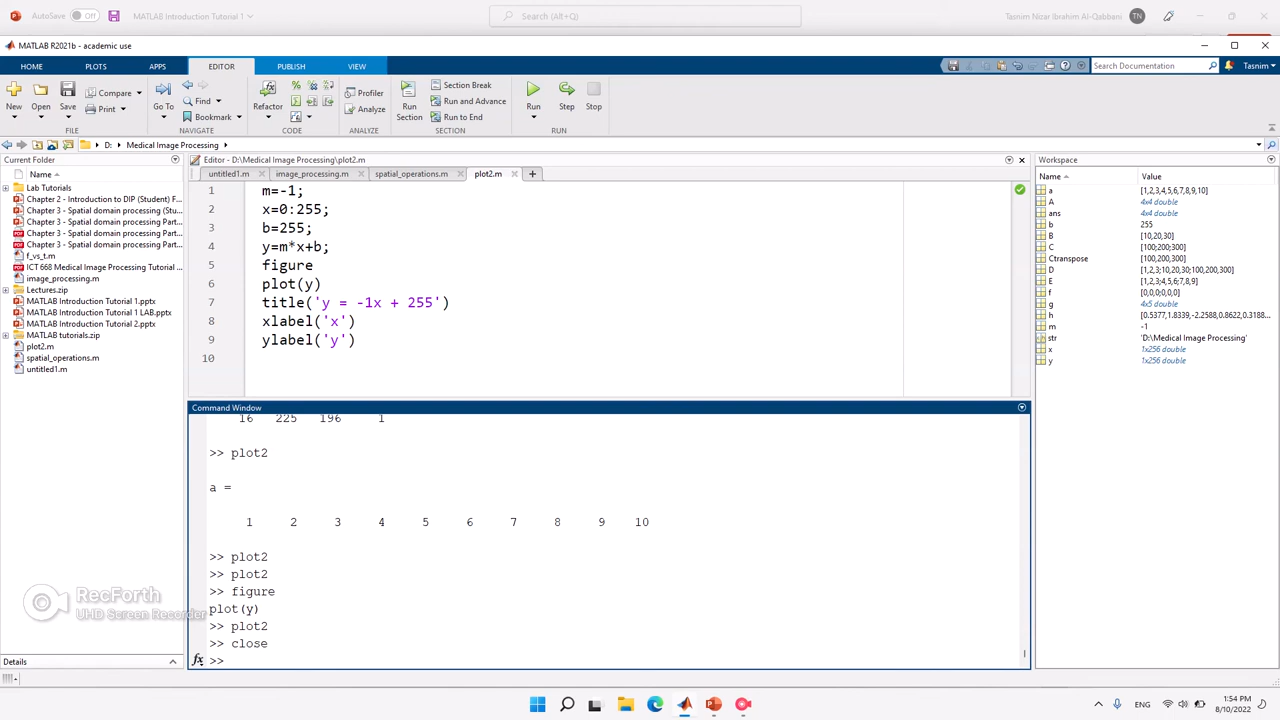 AutoSave Off MATLAB Introduction Tutorial 1 Search (Alt+Q) Tasnim Nizar Ibrahim Al-Qabbani TN
MATLAB R2021b - academic use
HOME PLOTS APPS EDITOR PUBLISH VIEW Search Documentation Tasnim
New Open Save Compare Print Go To Find Bookmark Refactor Profiler Analyze Run Section Section Break Run and Advance Run to End Run Step Stop
FILE NAVIGATE CODE ANALYZE SECTION RUN
D: Medical Image Processing
Current Folder
Name
Lab Tutorials
Chapter 2 - Introduction to DIP (Student) F...
Chapter 3 - Spatial domain processing (Stu...
Chapter 3 - Spatial domain processing Part...
Chapter 3 - Spatial domain processing Part...
Chapter 3 - Spatial domain processing Part...
f_vs_t.m
ICT 668 Medical Image Processing Tutorial ...
image_processing.m
Lectures.zip
MATLAB Introduction Tutorial 1.pptx
MATLAB Introduction Tutorial 1 LAB.pptx
MATLAB Introduction Tutorial 2.pptx
MATLAB tutorials.zip
plot2.m
spatial_operations.m
untitled1.m
Details
Editor - D:\Medical Image Processing\plot2.m
untitled1.m image_processing.m spatial_operations.m plot2.m
1 m=-1;
2 x=0:255;
3 b=255;
4 y=m*x+b;
5 figure
6 plot(y)
7 title('y = -1x + 255')
8 xlabel('x')
9 ylabel('y')
10
Command Window
16 225 196 1
>> plot2
a =
1 2 3 4 5 6 7 8 9 10
>> plot2
>> plot2
>> figure
plot(y)
>> plot2
>> close
fx >>
Workspace
Name Value
a [1,2,3,4,5,6,7,8,9,10]
A 4x4 double
ans 4x4 double
b 255
B [10,20,30]
C [100;200;300]
Ctranspose [100,200,300]
D [1,2,3;10,20,30;100,200,300]
E [1,2,3;4,5,6,7,8,9]
f [0,0,0;0,0,0]
g 4x5 double
h [0.5377,1.8339,-2.2588,0.8622,0.3188...
m -1
str 'D:\Medical Image Processing'
x 1x256 double
y 1x256 double
RecForth
UHD Screen Recorder
ENG 1:54 PM
8/10/2022